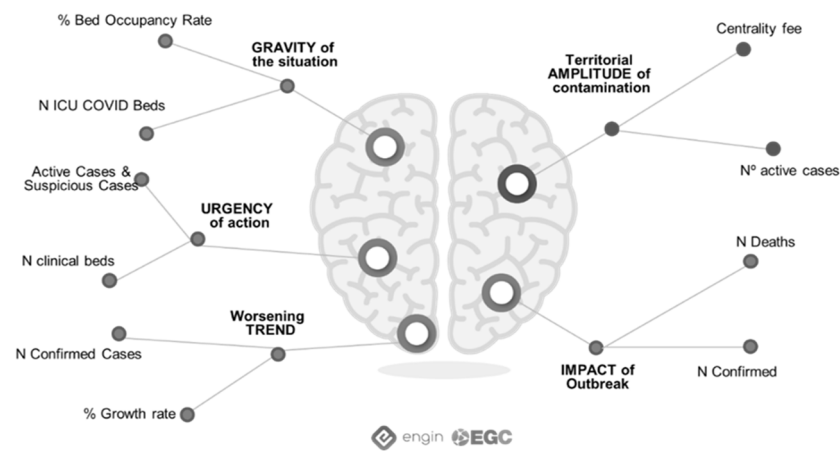 % Bed Occupancy Rate
GRAVITY of
the situation
N ICU COVID Beds
Active Cases &
Suspicious Cases
URGENCY
of action
N clinical beds
Worsening
TREND
N Confirmed Cases
% Growth rate
Centrality fee
Territorial
AMPLITUDE of
contamination
Nº active cases
N Deaths
IMPACT of
Outbreak
N Confirmed
engin EGC